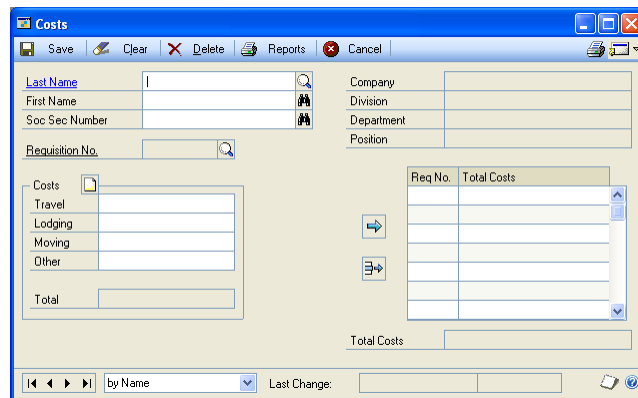 Costs
Save Clear Delete Reports Cancel
Last Name
First Name
Soc Sec Number
Requisition No.
Company
Division
Department
Position
Costs
Travel
Lodging
Moving
Other
Total
Req No. Total Costs
Total Costs
by Name Last Change: